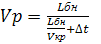 Vр = Lбн / (Lбн / Vкр + Δt)